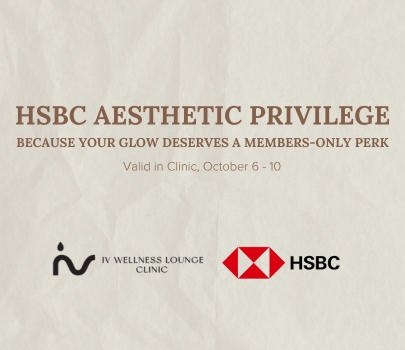 HSBC AESTHETIC PRIVILEGE
BECAUSE YOUR GLOW DESERVES A MEMBERS-ONLY PERK
Valid in Clinic, October 6 - 10
IV WELLNESS LOUNGE
CLINIC
HSBC